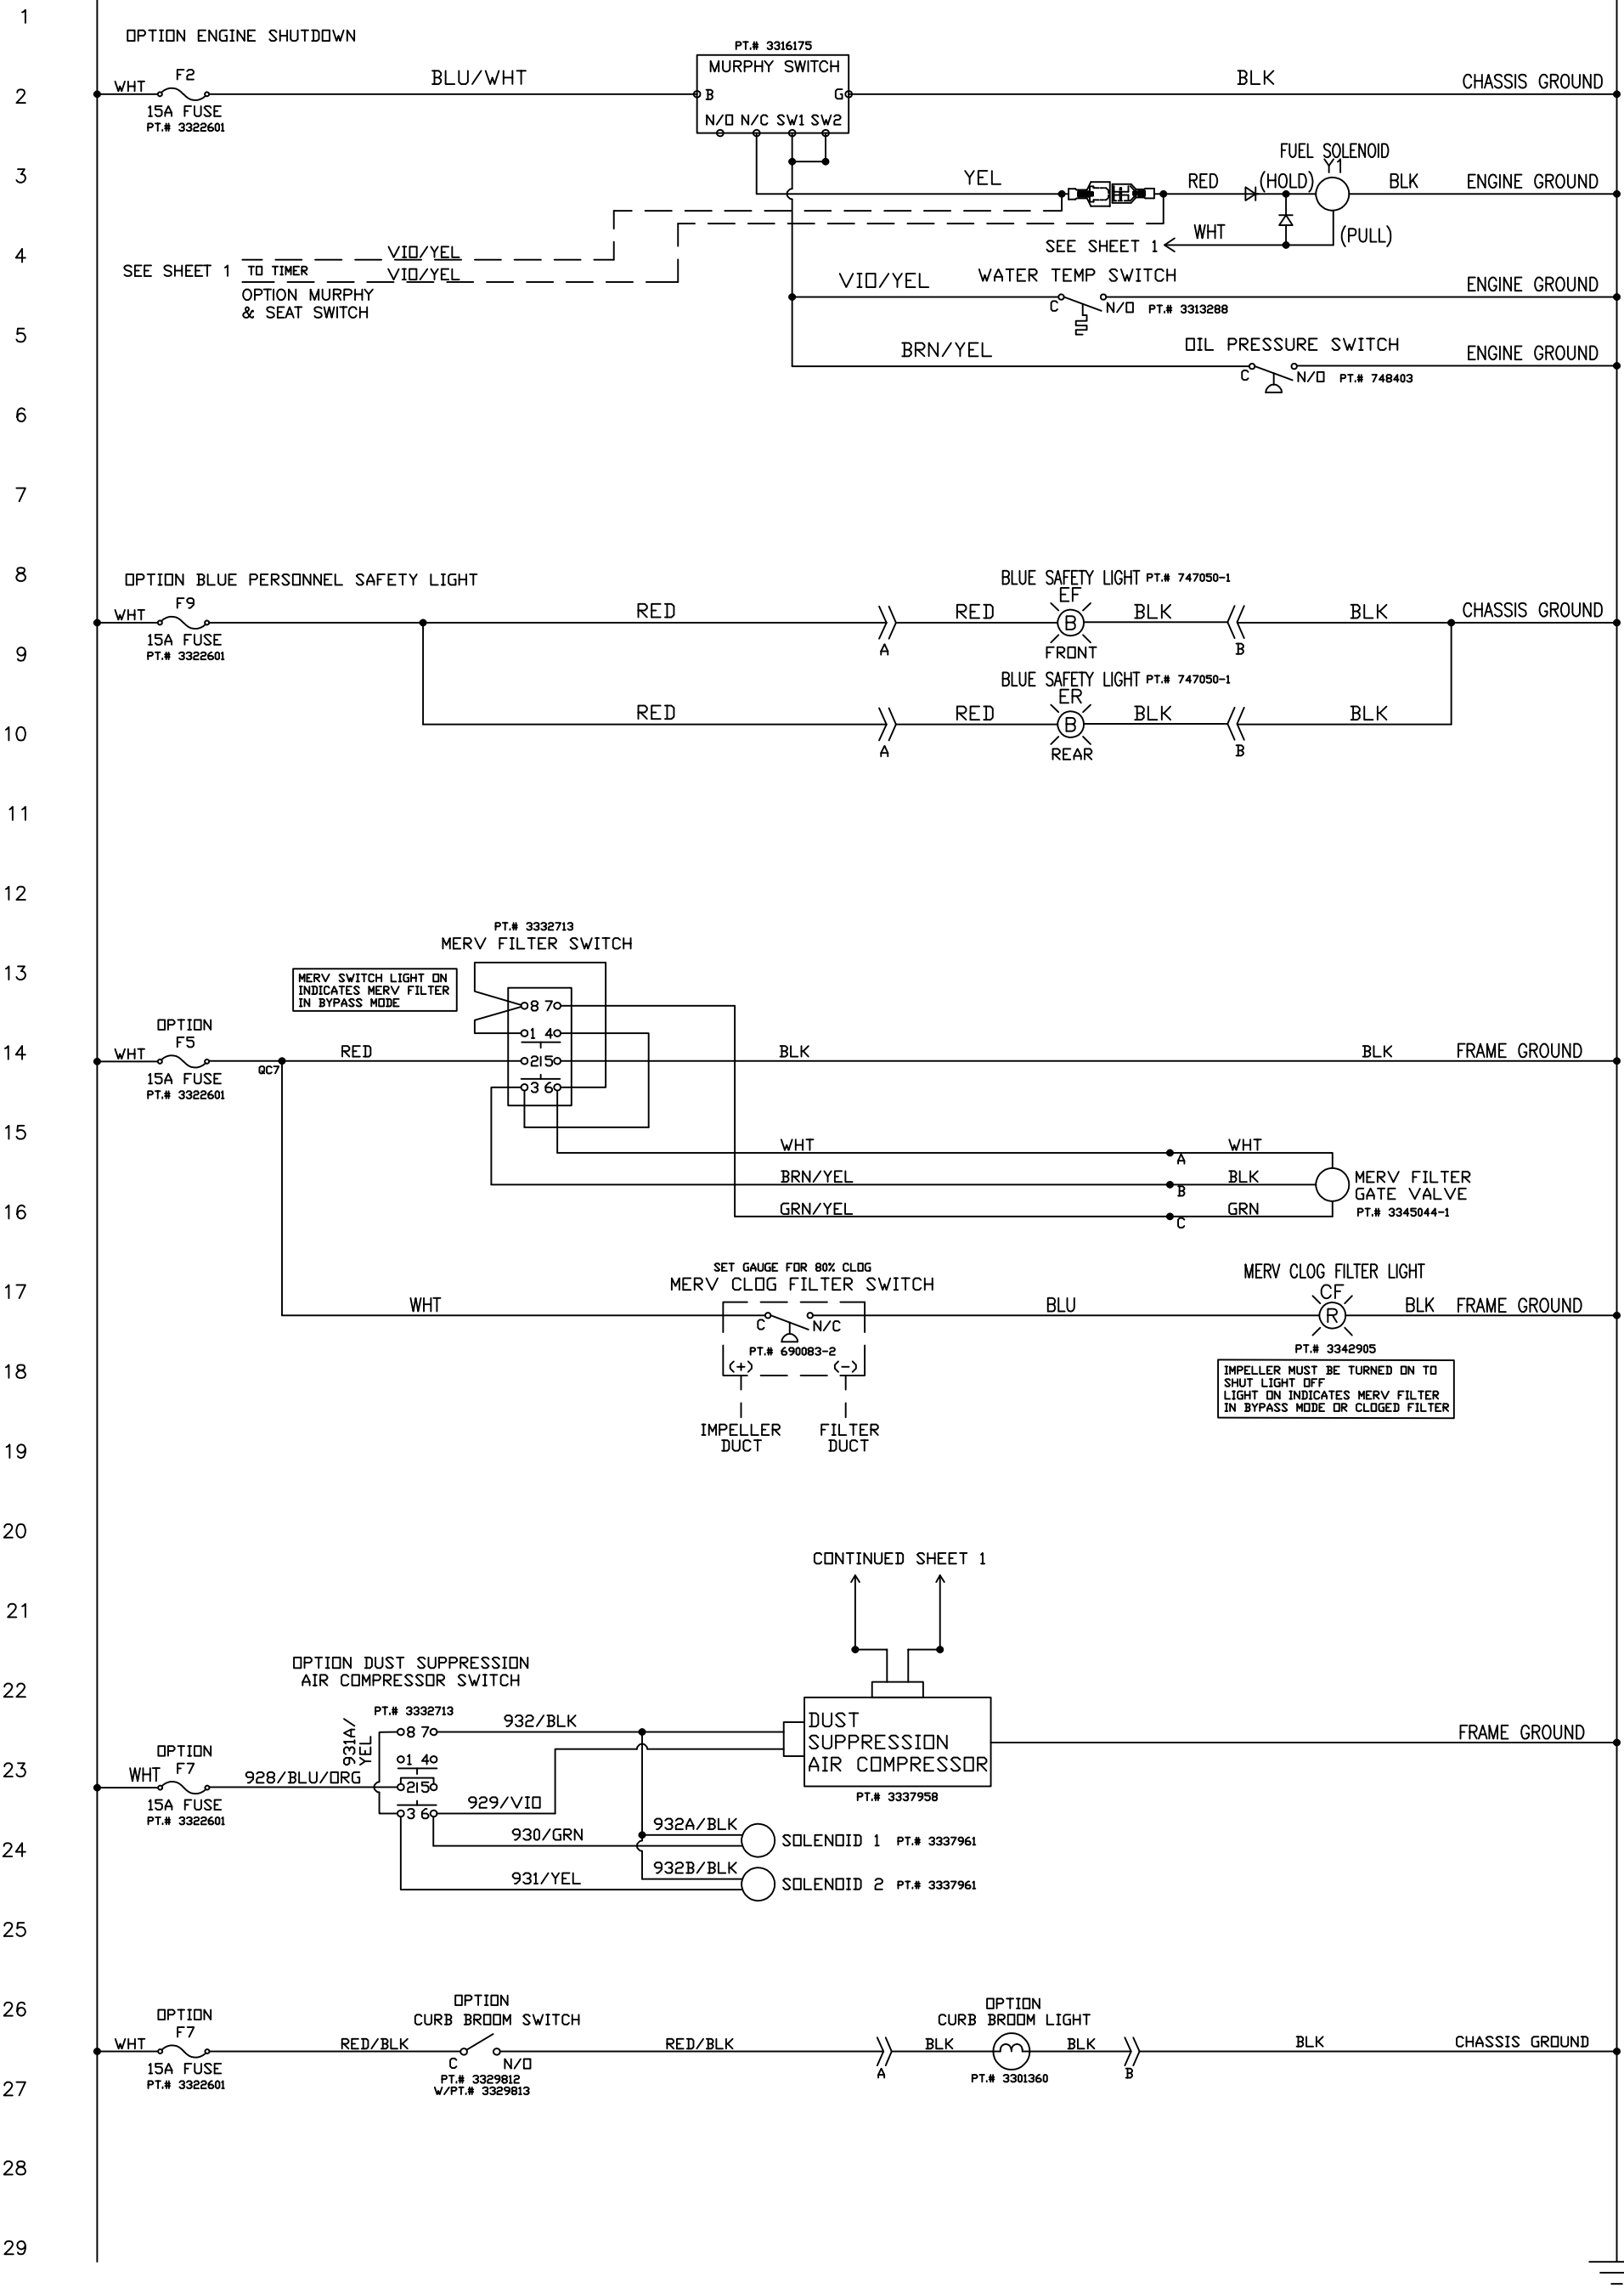 1
OPTION ENGINE SHUTDOWN
PT.# 3316175
MURPHY SWITCH
2
WHT
F2
15A FUSE
PT.# 3322601
BLU/WHT
B
G
N/O N/C SW1 SW2
BLK
CHASSIS GROUND
3
YEL
RED
(HOLD)
FUEL SOLENOID
Y1
BLK
ENGINE GROUND
WHT
(PULL)
SEE SHEET 1
4
SEE SHEET 1
TO TIMER
VIO/YEL
VIO/YEL
OPTION MURPHY
& SEAT SWITCH
VIO/YEL
WATER TEMP SWITCH
C
N/O
PT.# 3313288
ENGINE GROUND
5
BRN/YEL
OIL PRESSURE SWITCH
C
N/O
PT.# 748403
ENGINE GROUND
6
7
8
OPTION BLUE PERSONNEL SAFETY LIGHT
WHT
F9
15A FUSE
PT.# 3322601
RED
A
RED
BLUE SAFETY LIGHT PT.# 747050-1
EF
B
FRONT
BLK
B
BLK
CHASSIS GROUND
9
BLUE SAFETY LIGHT PT.# 747050-1
ER
B
REAR
RED
A
RED
BLK
B
BLK
10
11
12
PT.# 3332713
MERV FILTER SWITCH
13
MERV SWITCH LIGHT ON
INDICATES MERV FILTER
IN BYPASS MODE
8 7
1 4
2 5
3 6
OPTION
F5
14
WHT
15A FUSE
PT.# 3322601
QC7
RED
BLK
BLK
FRAME GROUND
15
WHT
A
WHT
BRN/YEL
B
BLK
GRN/YEL
C
GRN
MERV FILTER
GATE VALVE
PT.# 3345044-1
16
17
WHT
SET GAUGE FOR 80% CLOG
MERV CLOG FILTER SWITCH
C
N/C
PT.# 690083-2
(+)
(-)
IMPELLER
DUCT
FILTER
DUCT
BLU
MERV CLOG FILTER LIGHT
CF
R
PT.# 3342905
BLK
FRAME GROUND
18
IMPELLER MUST BE TURNED ON TO
SHUT LIGHT OFF
LIGHT ON INDICATES MERV FILTER
IN BYPASS MODE OR CLOGED FILTER
19
20
CONTINUED SHEET 1
21
22
OPTION DUST SUPPRESSION
AIR COMPRESSOR SWITCH
PT.# 3332713
931A/
YEL
8 7
1 4
2 5
3 6
932/BLK
DUST
SUPPRESSION
AIR COMPRESSOR
PT.# 3337958
FRAME GROUND
23
OPTION
WHT
F7
15A FUSE
PT.# 3322601
928/BLU/ORG
929/VIO
24
930/GRN
932A/BLK
SOLENOID 1 PT.# 3337961
931/YEL
932B/BLK
SOLENOID 2 PT.# 3337961
25
26
OPTION
F7
WHT
15A FUSE
PT.# 3322601
RED/BLK
OPTION
CURB BROOM SWITCH
C
N/O
PT.# 3329812
W/PT.# 3329813
RED/BLK
A
BLK
OPTION
CURB BROOM LIGHT
PT.# 3301360
BLK
B
BLK
CHASSIS GROUND
27
28
29